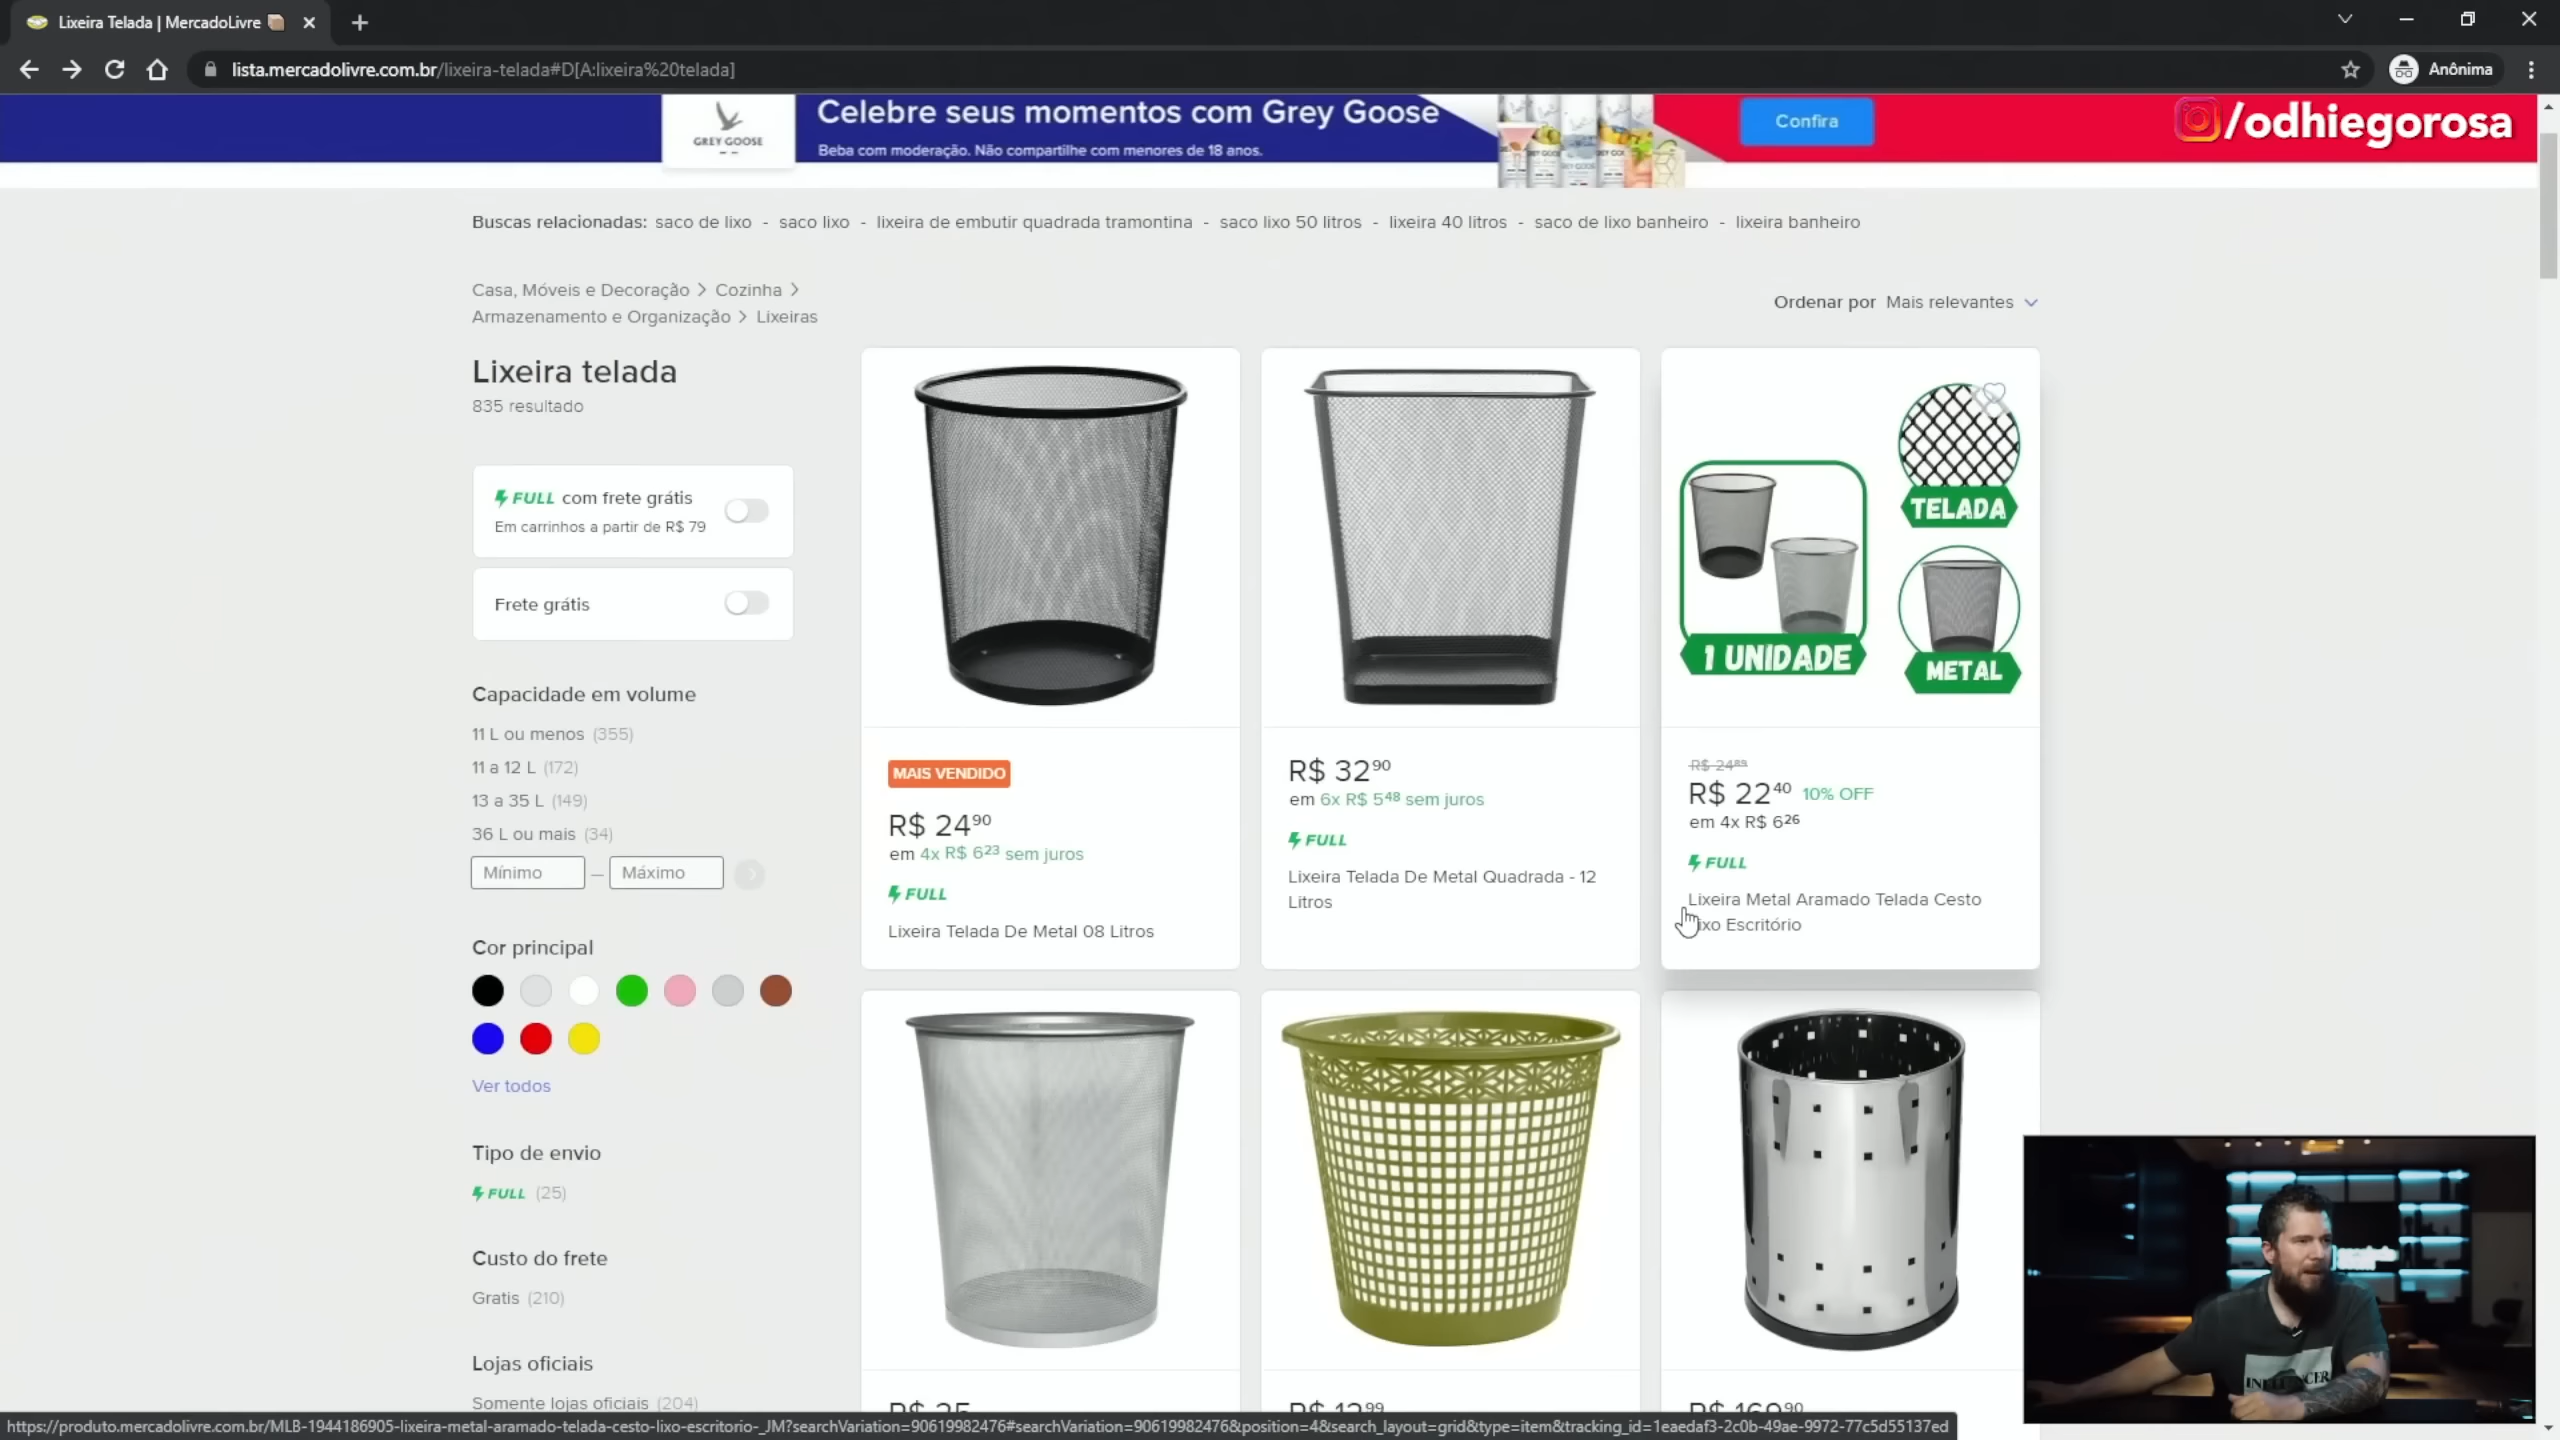 Lixeira Telada | MercadoLivre
lista.mercadolivre.com.br/lixeira-telada#D[A:lixeira%20telada]
Anônima
GREY GOOSE
Celebre seus momentos com Grey Goose
Beba com moderação. Não compartilhe com menores de 18 anos.
Confira
/odhiegorosa
Buscas relacionadas: saco de lixo - saco lixo - lixeira de embutir quadrada tramontina - saco lixo 50 litros - lixeira 40 litros - saco de lixo banheiro - lixeira banheiro
Casa, Móveis e Decoração > Cozinha >
Armazenamento e Organização > Lixeiras
Ordenar por Mais relevantes
Lixeira telada
835 resultado
FULL com frete grátis
Em carrinhos a partir de R$ 79
Frete grátis
Capacidade em volume
11 L ou menos (355)
11 a 12 L (172)
13 a 35 L (149)
36 L ou mais (34)
Mínimo – Máximo
Cor principal
Ver todos
Tipo de envio
FULL (25)
Custo do frete
Gratis (210)
Lojas oficiais
Somente lojas oficiais (204)
MAIS VENDIDO
R$ 24 90
em 4x R$ 6 23 sem juros
FULL
Lixeira Telada De Metal 08 Litros
R$ 32 90
em 6x R$ 5 48 sem juros
FULL
Lixeira Telada De Metal Quadrada - 12
Litros
TELADA
1 UNIDADE
METAL
R$ 24 89
R$ 22 40 10% OFF
em 4x R$ 6 26
FULL
Lixeira Metal Aramado Telada Cesto
ixo Escritório
R$ 25
R$ 12 99
R$ 169 90
https://produto.mercadolivre.com.br/MLB-1944186905-lixeira-metal-aramado-telada-cesto-lixo-escritorio-_JM?searchVariation=90619982476#searchVariation=90619982476&position=4&search_layout=grid&type=item&tracking_id=1eaedaf3-2c0b-49ae-9972-77c5d55137ed